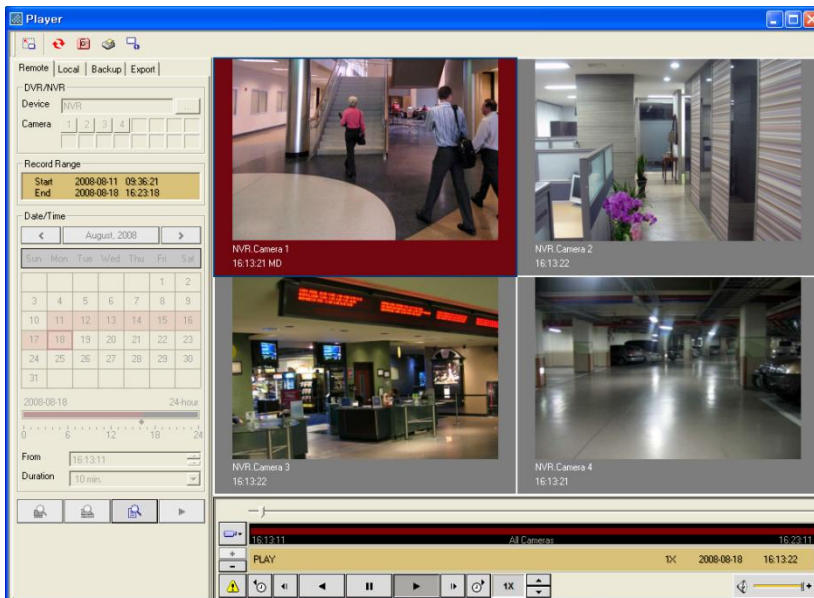 Player
Remote Local Backup Export
DVR/NVR
Device NVR ...
Camera 1 2 3 4
Record Range
Start 2008-08-11 09:36:21
End 2008-08-18 16:23:18
Date/Time
< August, 2008 >
Sun Mon Tue Wed Thu Fri Sat
1 2
3 4 5 6 7 8 9
10 11 12 13 14 15 16
17 18 19 20 21 22 23
24 25 26 27 28 29 30
31
2008-08-18 24-hour
0 6 12 18 24
From 16:13:11
Duration 10 min.
NVR.Camera 1
16:13:21 MD
NVR.Camera 2
16:13:22
NVR.Camera 3
16:13:22
NVR.Camera 4
16:13:21
16:13:11 All Cameras 16:23:11
+
PLAY 1X 2008-08-18 16:13:22
-
1X